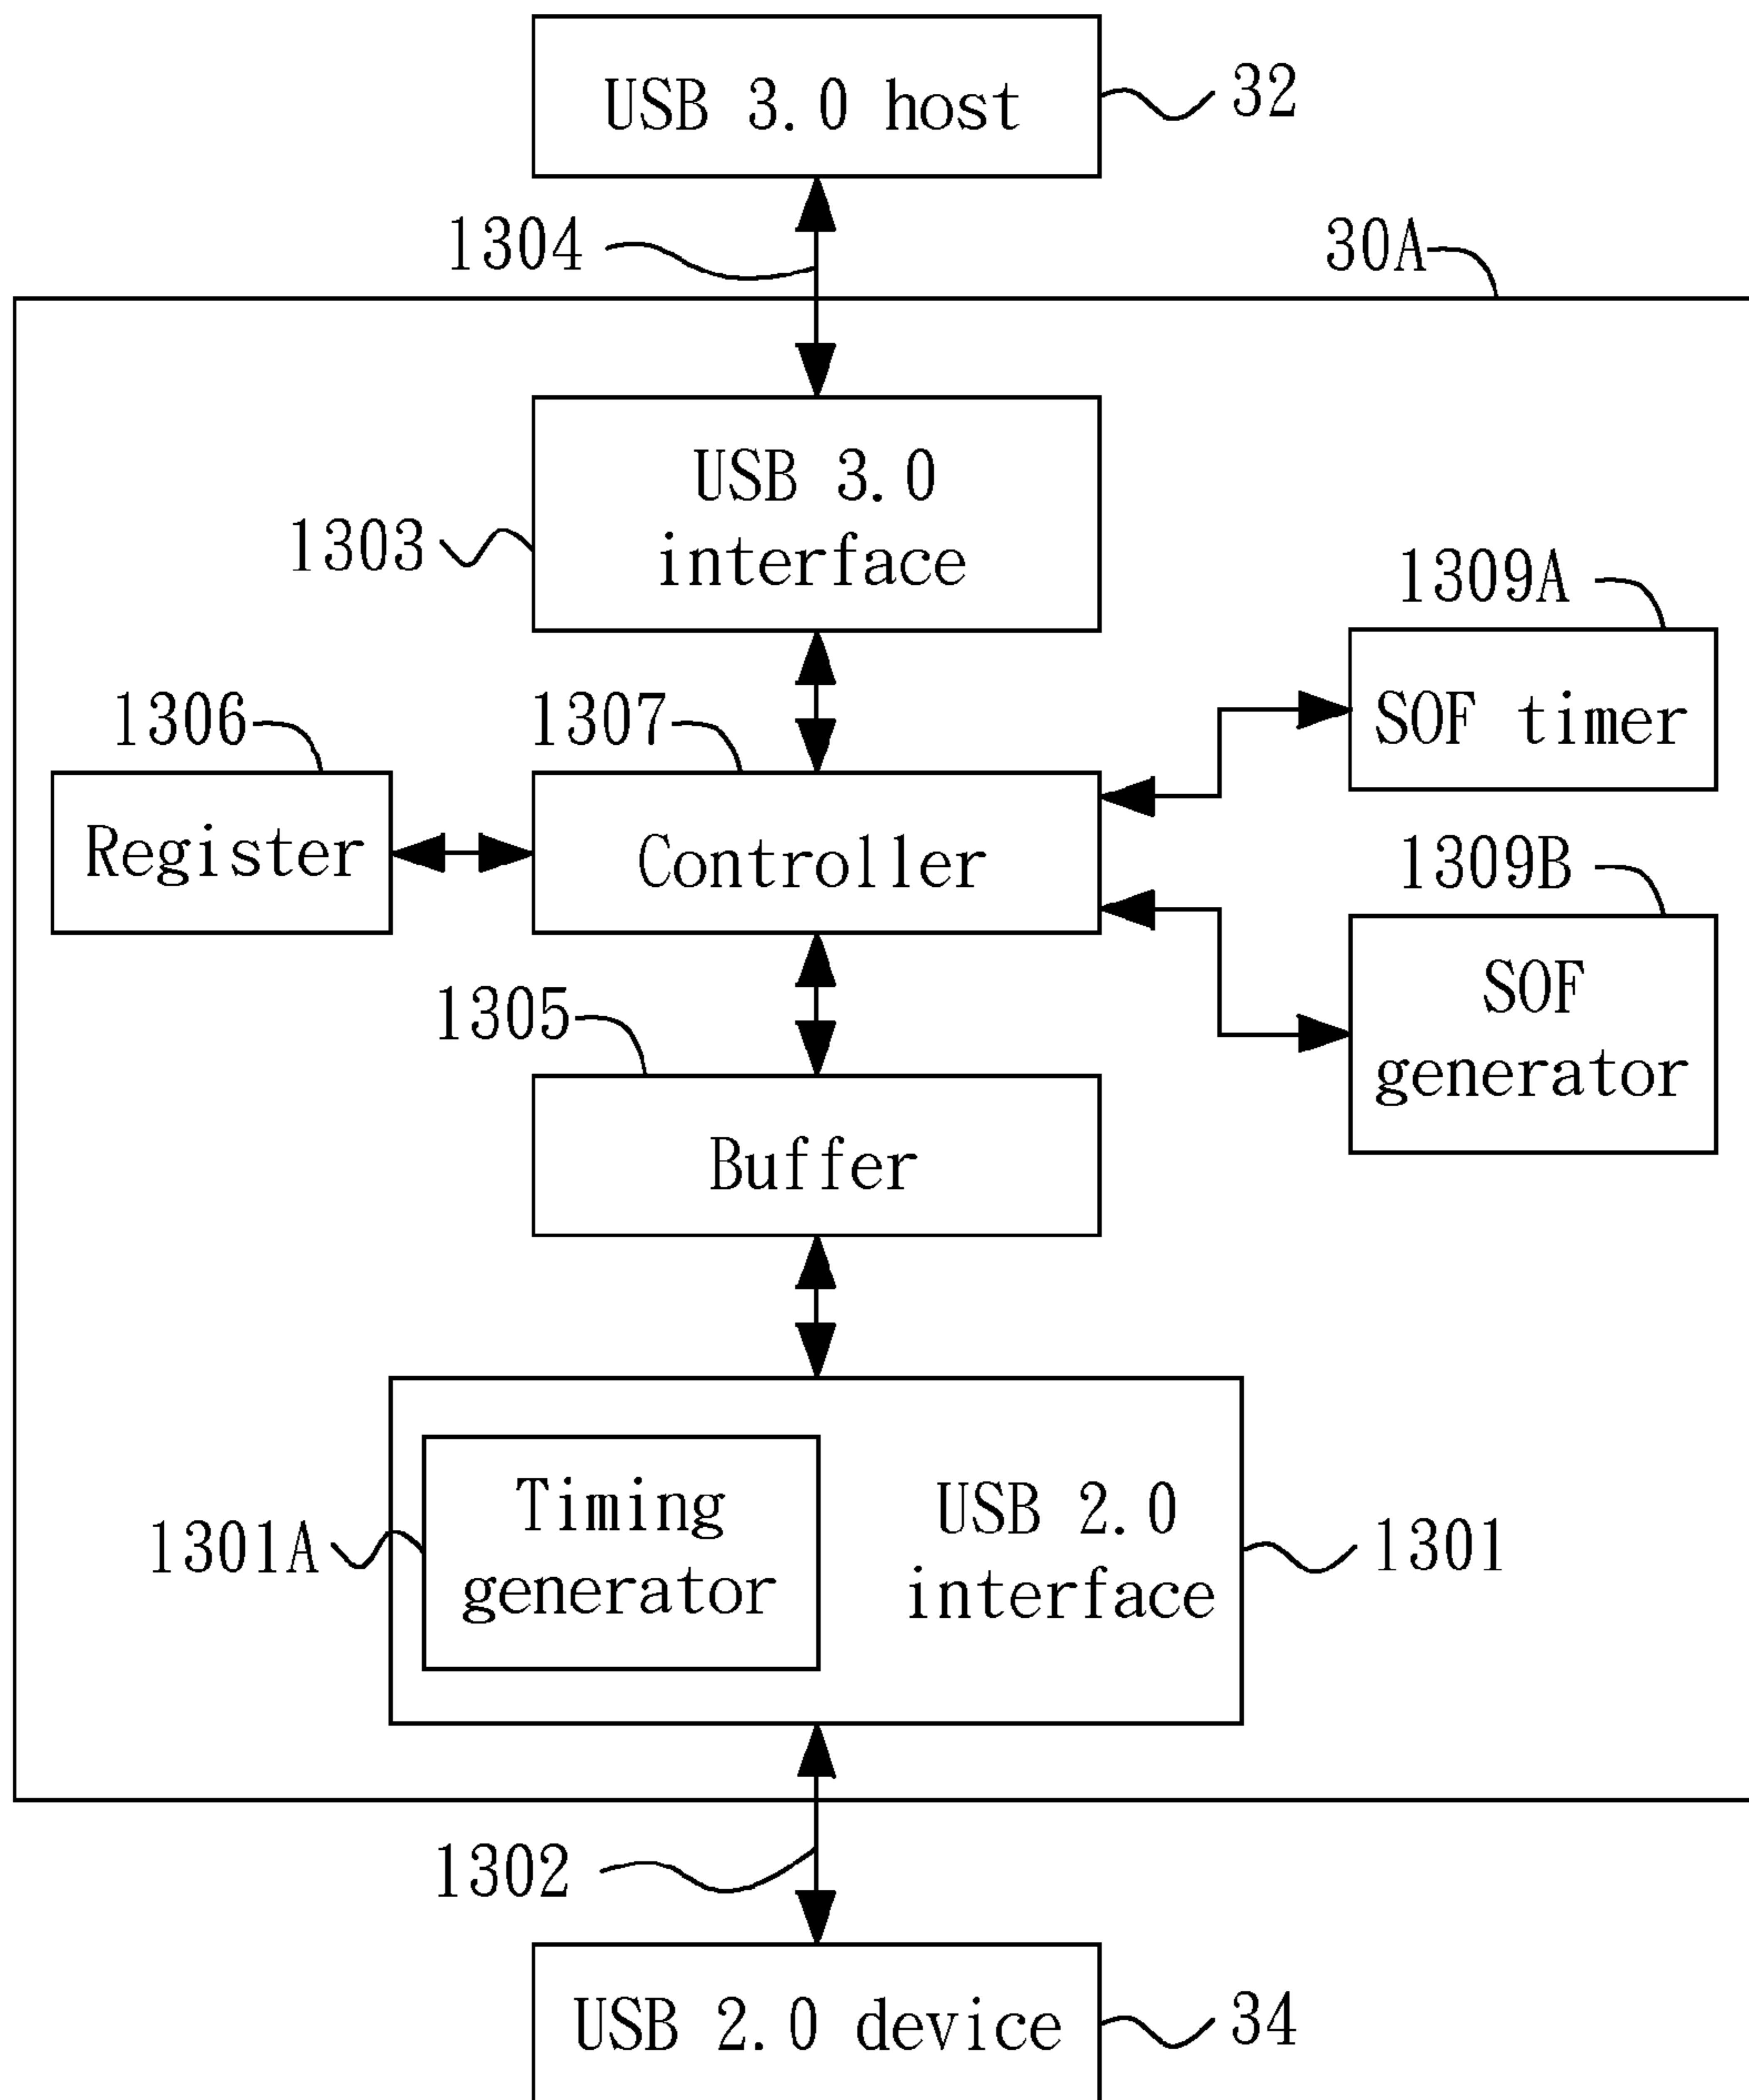 USB 3.0 host
32
1304
30A
USB 3.0
interface
1303
1309A
SOF timer
1306
1307
Register
Controller
1309B
SOF
generator
1305
Buffer
Timing
generator
USB 2.0
interface
1301A
1301
1302
USB 2.0 device
34